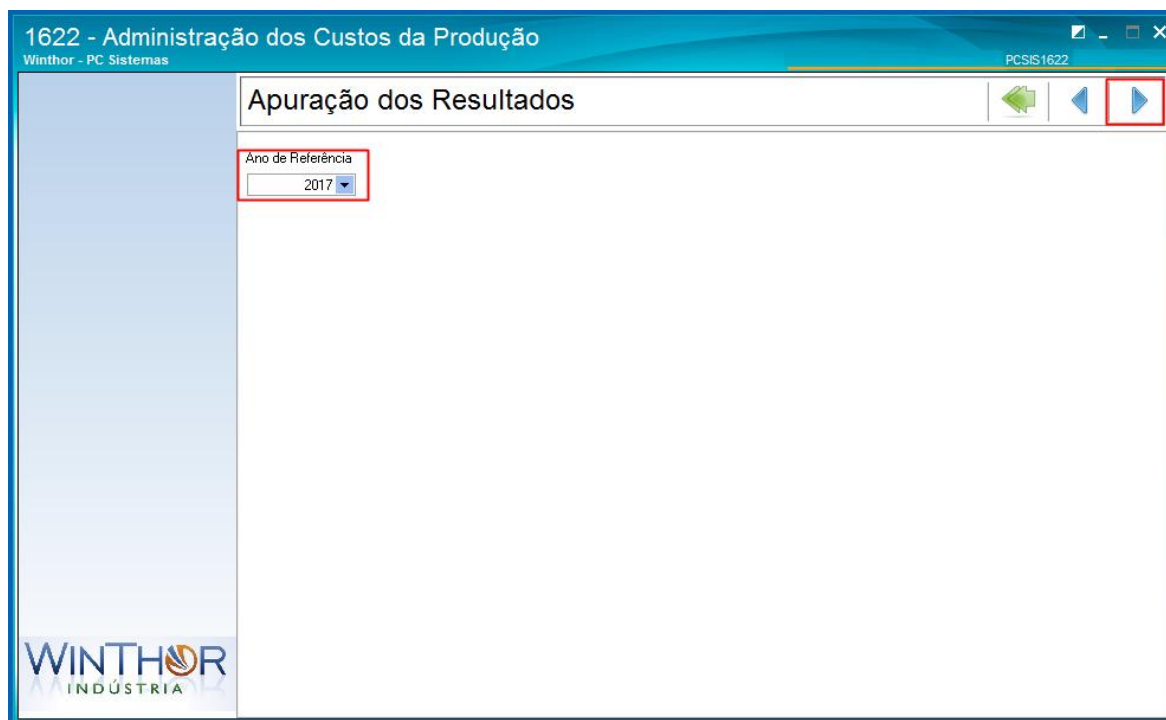 1622 - Administração dos Custos da Produção
Winthor - PC Sistemas
PCSIS1622
Apuração dos Resultados
Ano de Referência
2017
WINTHOR
INDÚSTRIA